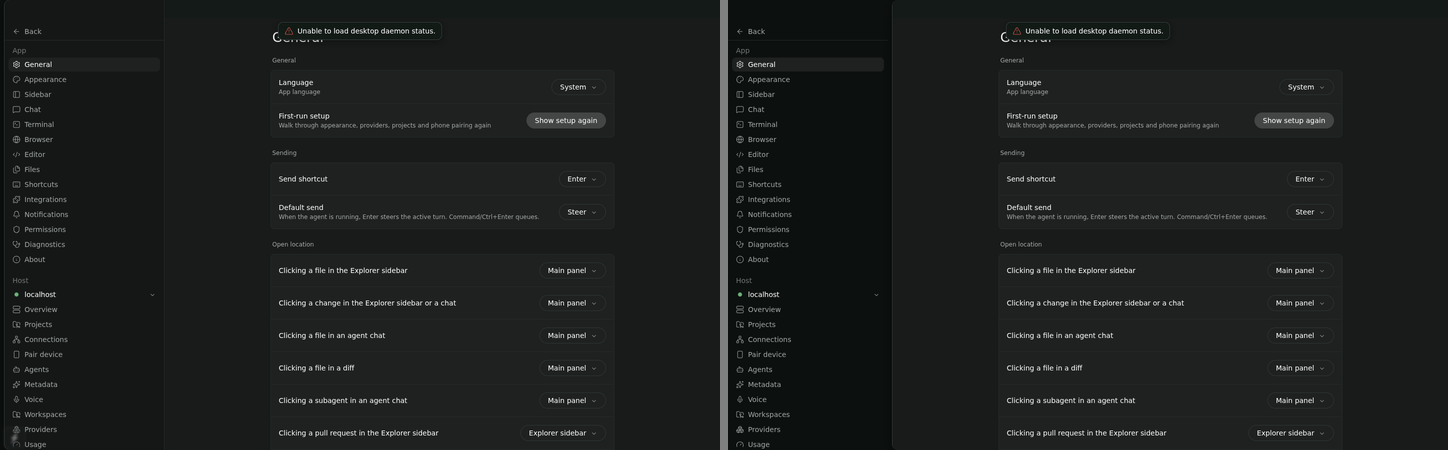 Back
App
General
Appearance
Sidebar
Chat
Terminal
Browser
Editor
Files
Shortcuts
Integrations
Notifications
Permissions
Diagnostics
About
Host
localhost
Overview
Projects
Connections
Pair device
Agents
Metadata
Voice
Workspaces
Providers
Usage
Unable to load desktop daemon status.
General
General
Language
App language
System
First-run setup
Walk through appearance, providers, projects and phone pairing again
Show setup again
Sending
Send shortcut
Enter
Default send
When the agent is running, Enter steers the active turn. Command/Ctrl+Enter queues.
Steer
Open location
Clicking a file in the Explorer sidebar
Main panel
Clicking a change in the Explorer sidebar or a chat
Main panel
Clicking a file in an agent chat
Main panel
Clicking a file in a diff
Main panel
Clicking a subagent in an agent chat
Main panel
Clicking a pull request in the Explorer sidebar
Explorer sidebar
Back
App
General
Appearance
Sidebar
Chat
Terminal
Browser
Editor
Files
Shortcuts
Integrations
Notifications
Permissions
Diagnostics
About
Host
localhost
Overview
Projects
Connections
Pair device
Agents
Metadata
Voice
Workspaces
Providers
Usage
Unable to load desktop daemon status.
General
General
Language
App language
System
First-run setup
Walk through appearance, providers, projects and phone pairing again
Show setup again
Sending
Send shortcut
Enter
Default send
When the agent is running, Enter steers the active turn. Command/Ctrl+Enter queues.
Steer
Open location
Clicking a file in the Explorer sidebar
Main panel
Clicking a change in the Explorer sidebar or a chat
Main panel
Clicking a file in an agent chat
Main panel
Clicking a file in a diff
Main panel
Clicking a subagent in an agent chat
Main panel
Clicking a pull request in the Explorer sidebar
Explorer sidebar